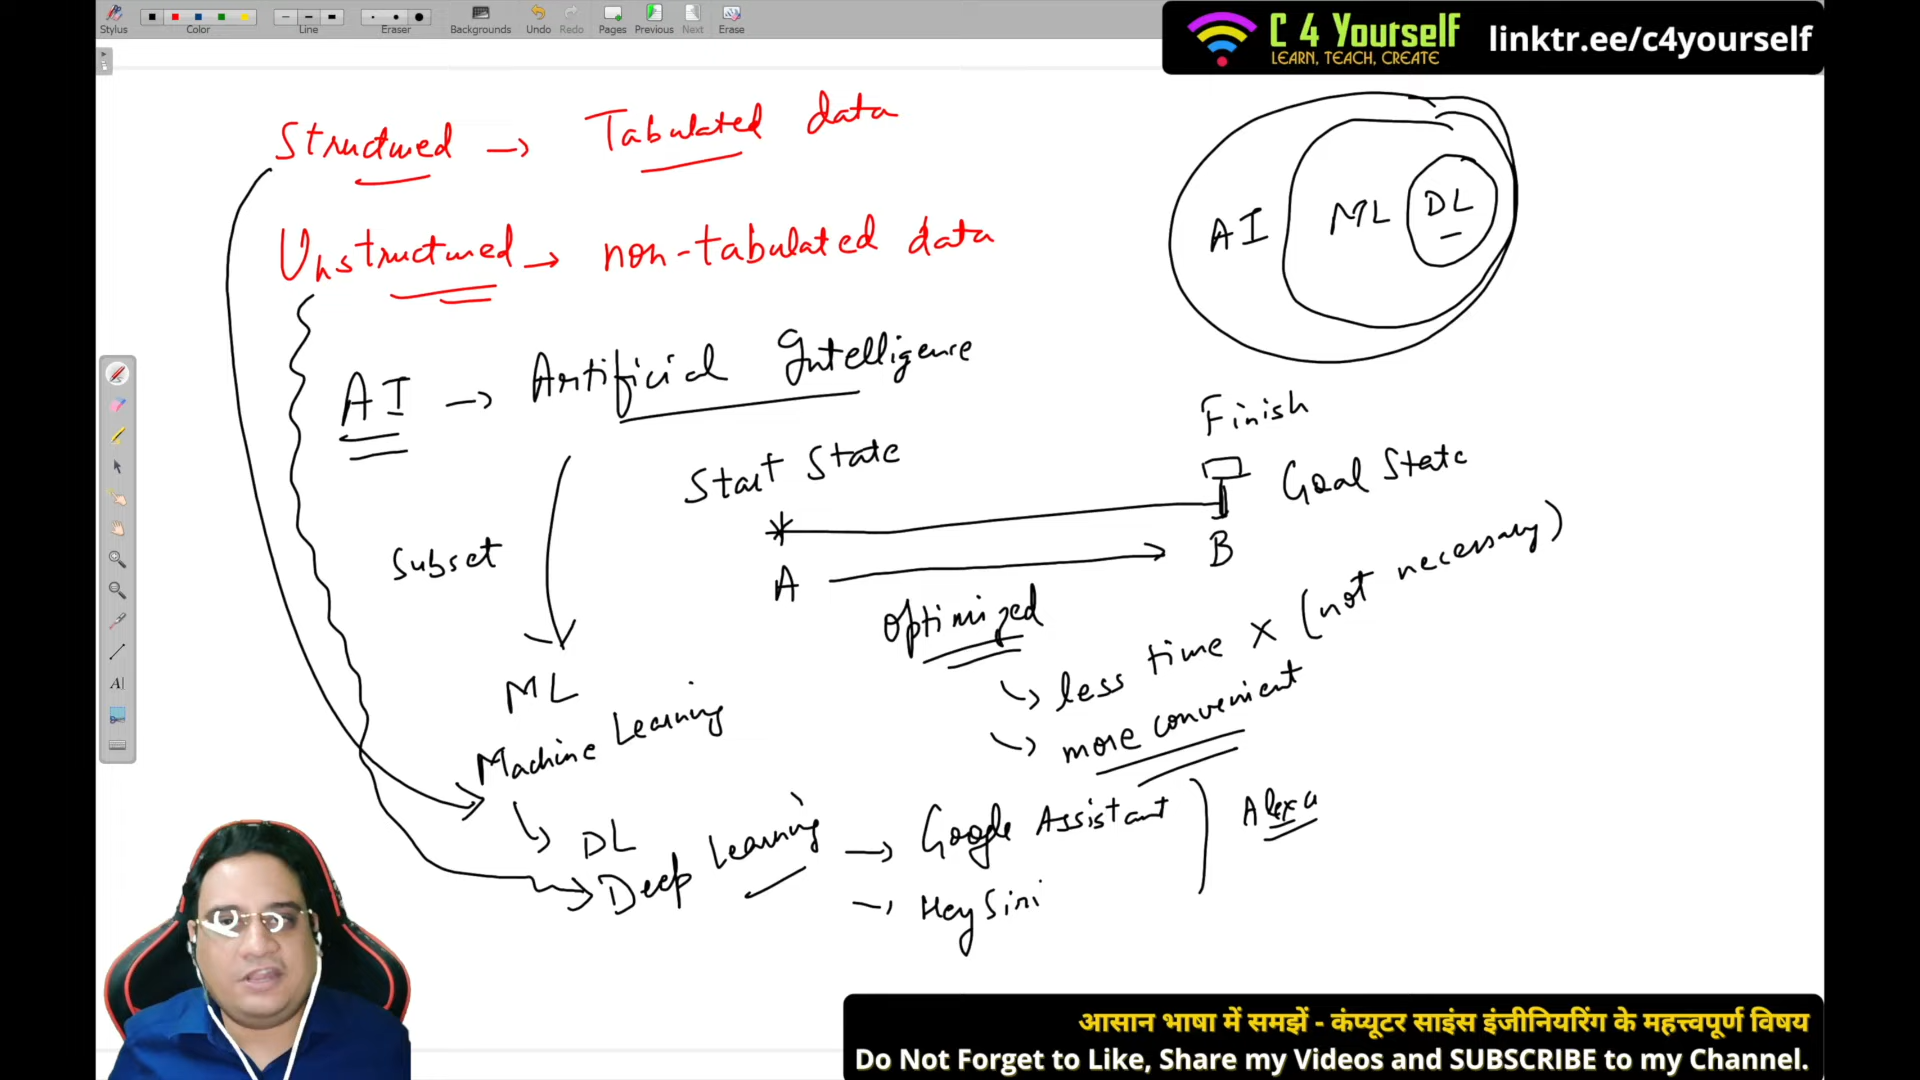 Stylus Color Line Eraser Backgrounds Undo Redo Pages Previous Next Erase
C 4 Yourself
LEARN, TEACH, CREATE
linktr.ee/c4yourself
Structured → Tabulated data
Unstructured → non-tabulated data
AI ML DL
AI → Artificial Intelligence
Finish
Start State
Goal State
A B
Subset
Optimized
less time X (not necessary)
more convenient
ML
Machine Learning
DL
Deep Learning → Google Assistant
→ Hey Siri
Alexa
आसान भाषा में समझें - कंप्यूटर साइंस इंजीनियरिंग के महत्त्वपूर्ण विषय
Do Not Forget to Like, Share my Videos and SUBSCRIBE to my Channel.